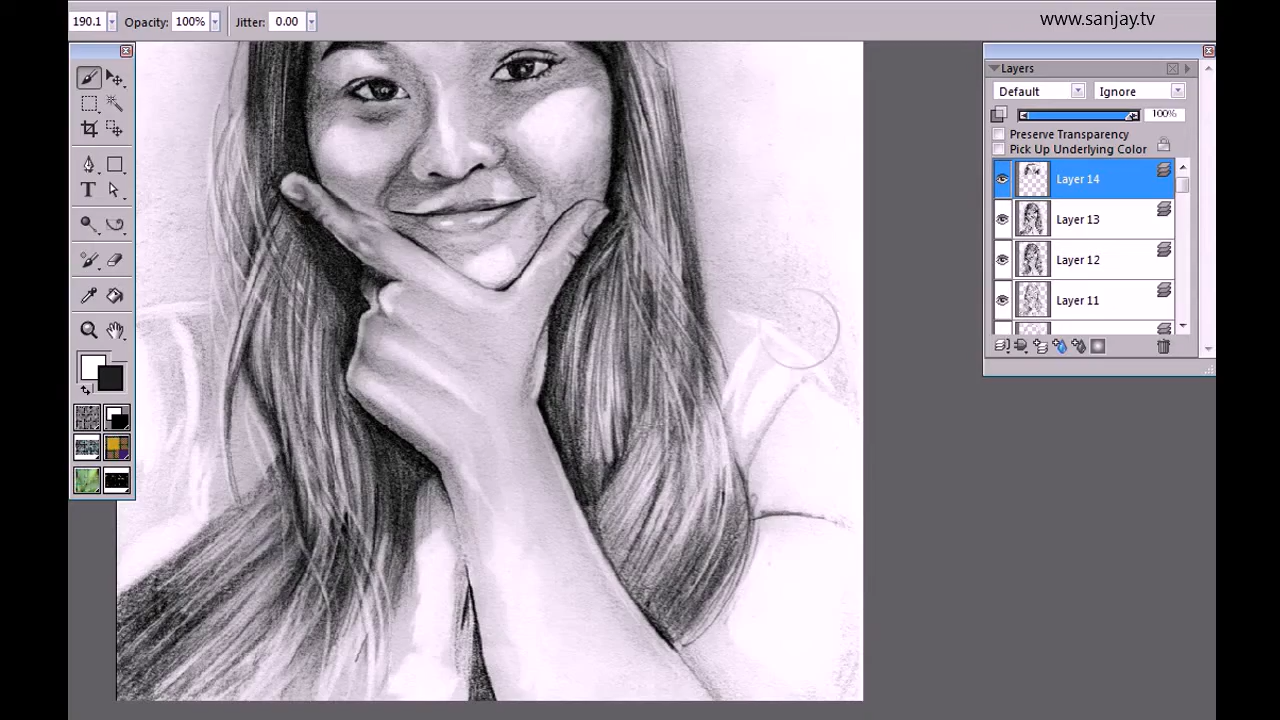 190.1 Opacity: 100% Jitter: 0.00
www.sanjay.tv
Layers
Default Ignore
100%
Preserve Transparency
Pick Up Underlying Color
Layer 14
Layer 13
Layer 12
Layer 11
T